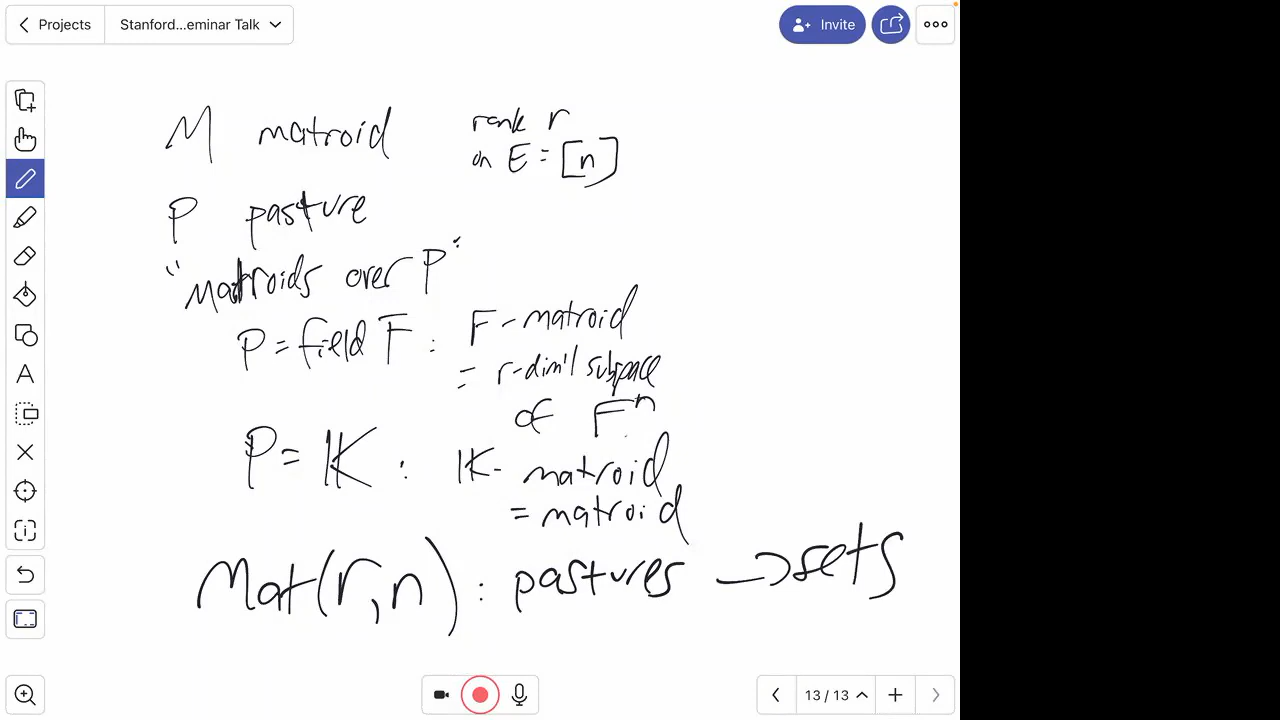 Projects
Stanford...eminar Talk
Invite
M matroid rank r
on E = [n]
P pasture
"Matroids over P"
P = field F : F-matroid
= r-dim'l subspace
of Fⁿ
P = 𝕂 : 𝕂-matroid
= matroid
Mat(r,n) : pastures → sets
13 / 13